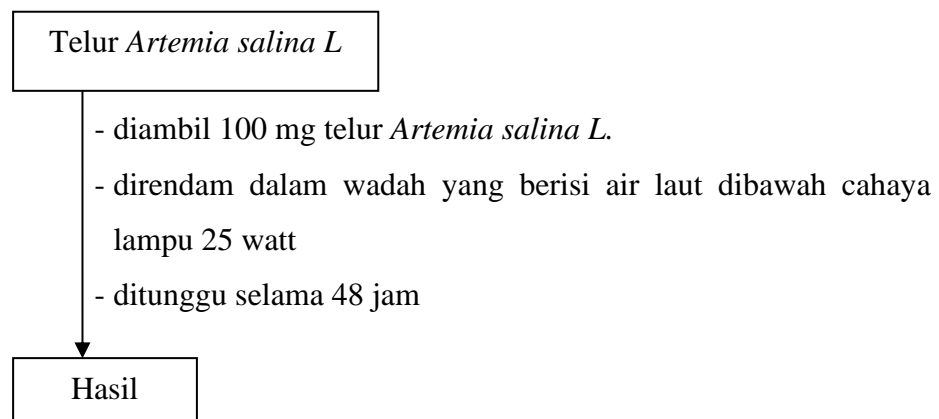 Telur Artemia salina L
- diambil 100 mg telur Artemia salina L.
- direndam dalam wadah yang berisi air laut dibawah cahaya
lampu 25 watt
- ditunggu selama 48 jam
Hasil